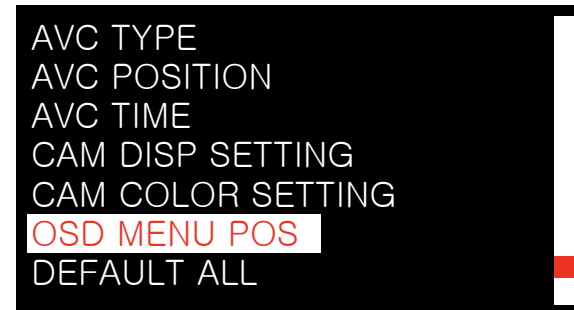 AVC TYPE
AVC POSITION
AVC TIME
CAM DISP SETTING
CAM COLOR SETTING
OSD MENU POS
DEFAULT ALL